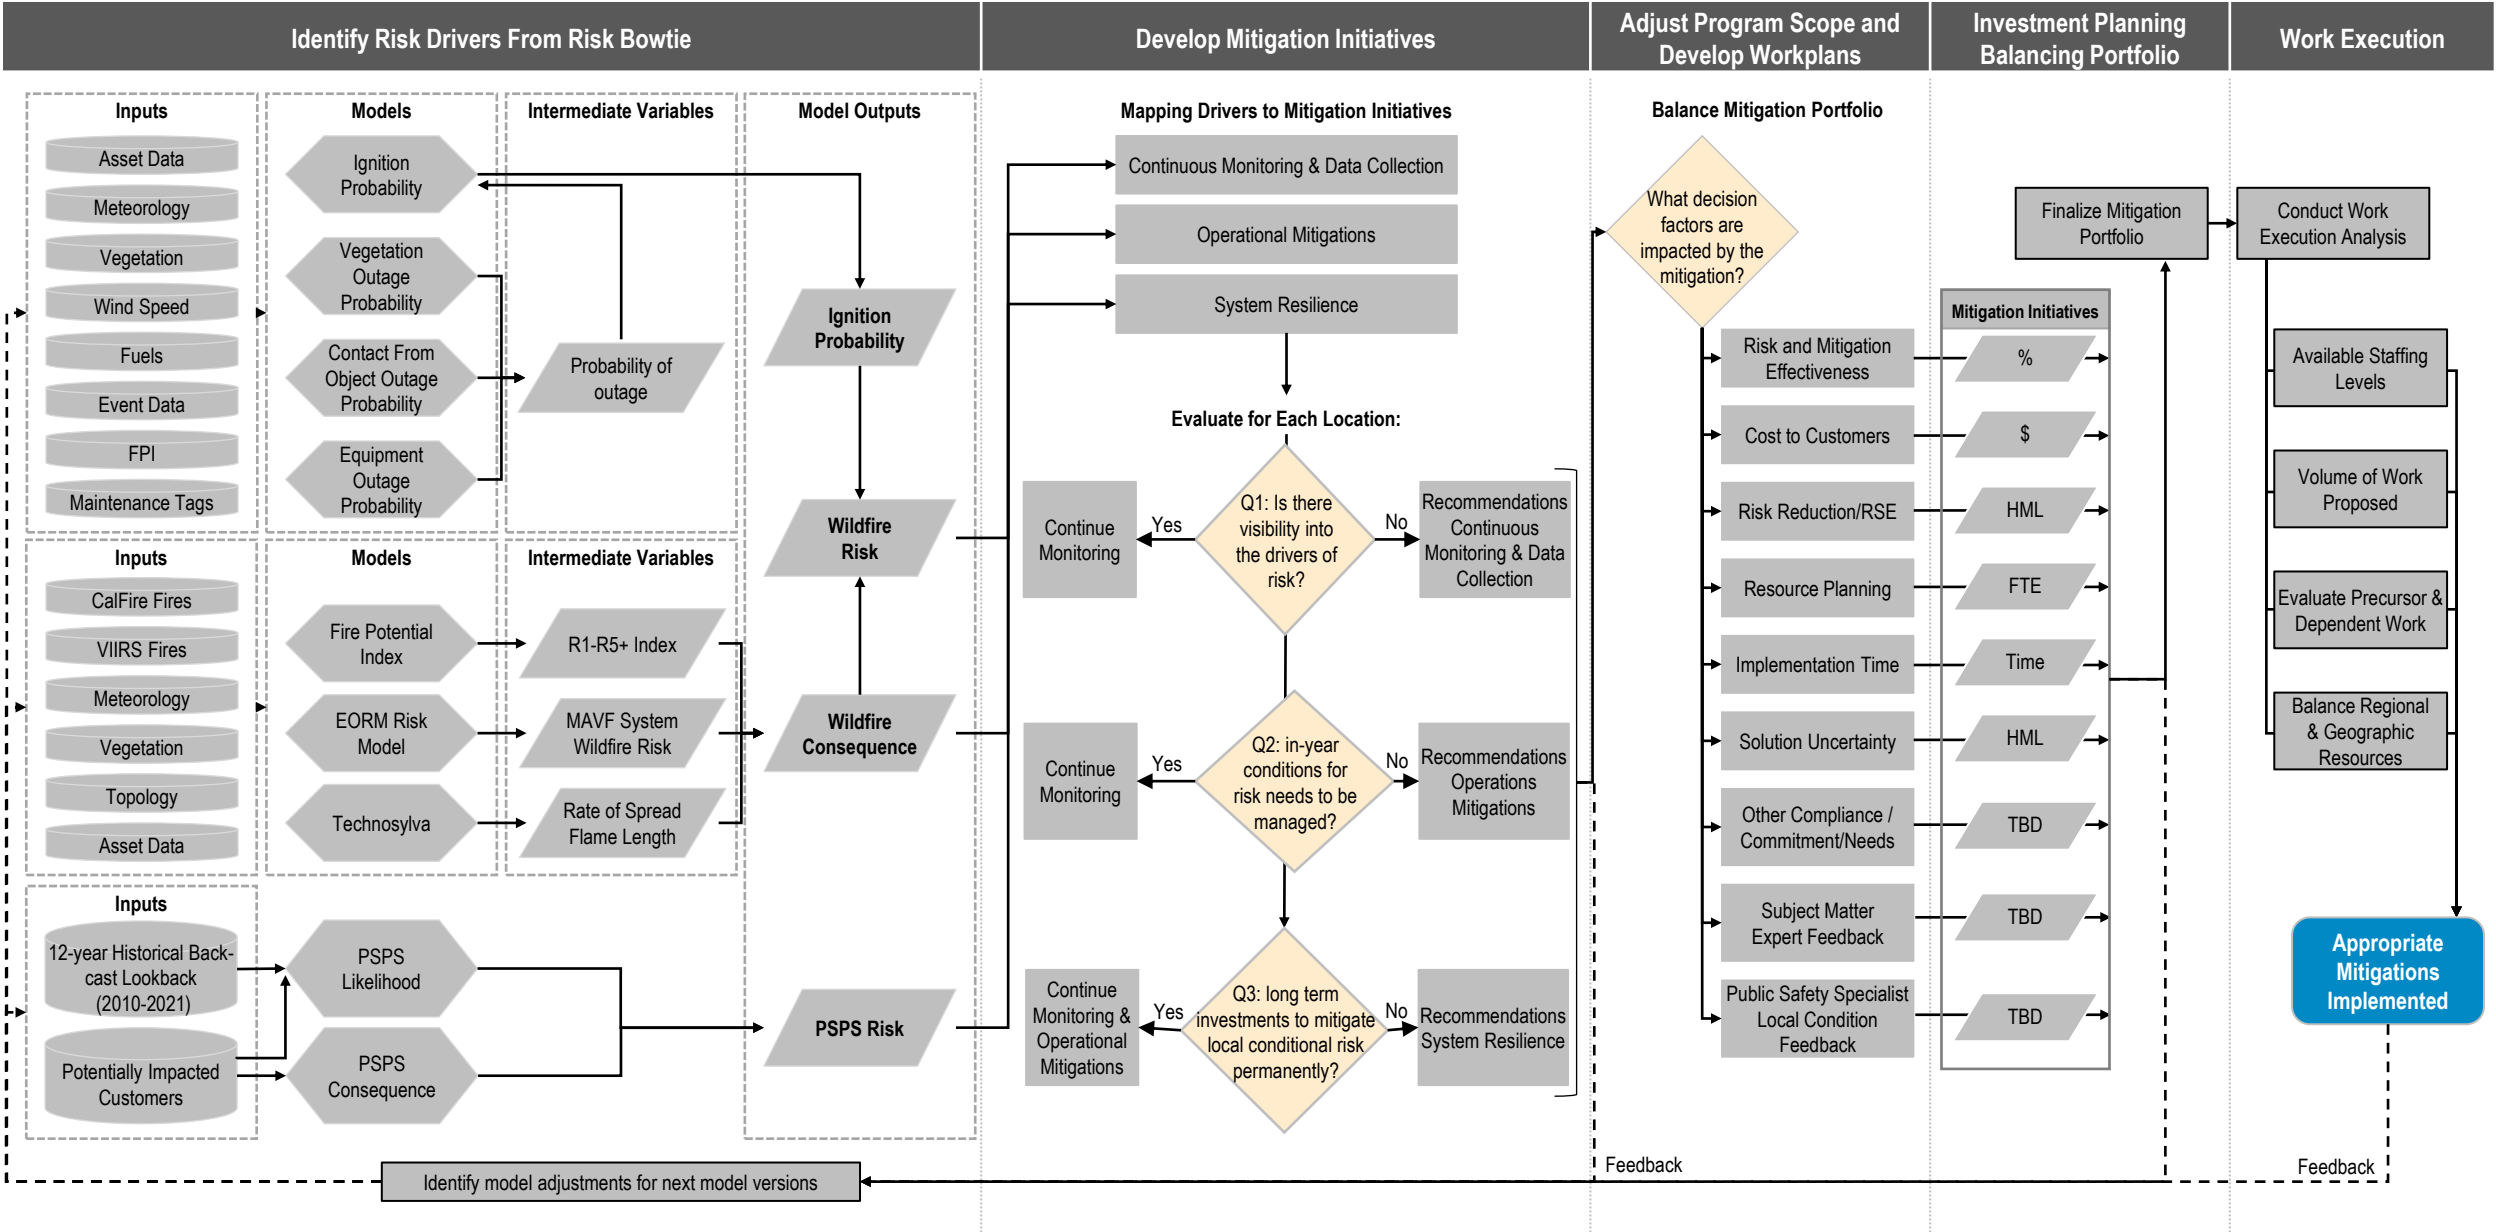 Identify Risk Drivers From Risk Bowtie
Develop Mitigation Initiatives
Adjust Program Scope and
Develop Workplans
Investment Planning
Balancing Portfolio
Work Execution
Inputs
Asset Data
Meteorology
Vegetation
Wind Speed
Fuels
Event Data
FPI
Maintenance Tags
Models
Ignition
Probability
Vegetation
Outage
Probability
Contact From
Object Outage
Probability
Equipment
Outage
Probability
Intermediate Variables
Probability of
outage
Model Outputs
Ignition
Probability
Wildfire
Risk
Wildfire
Consequence
PSPS Risk
Inputs
CalFire Fires
VIIRS Fires
Meteorology
Vegetation
Topology
Asset Data
Models
Fire Potential
Index
EORM Risk
Model
Technosylva
Intermediate Variables
R1-R5+ Index
MAVF System
Wildfire Risk
Rate of Spread
Flame Length
Inputs
12-year Historical Back-
cast Lookback
(2010-2021)
Potentially Impacted
Customers
PSPS
Likelihood
PSPS
Consequence
Identify model adjustments for next model versions
Mapping Drivers to Mitigation Initiatives
Continuous Monitoring & Data Collection
Operational Mitigations
System Resilience
Evaluate for Each Location:
Continue
Monitoring
Yes
Q1: Is there
visibility into
the drivers of
risk?
No
Recommendations
Continuous
Monitoring & Data
Collection
Continue
Monitoring
Yes
Q2: in-year
conditions for
risk needs to be
managed?
No
Recommendations
Operations
Mitigations
Continue
Monitoring &
Operational
Mitigations
Yes
Q3: long term
investments to mitigate
local conditional risk
permanently?
No
Recommendations
System Resilience
Balance Mitigation Portfolio
What decision
factors are
impacted by the
mitigation?
Risk and Mitigation
Effectiveness
Cost to Customers
Risk Reduction/RSE
Resource Planning
Implementation Time
Solution Uncertainty
Other Compliance /
Commitment/Needs
Subject Matter
Expert Feedback
Public Safety Specialist
Local Condition
Feedback
Feedback
Finalize Mitigation
Portfolio
Mitigation Initiatives
%
$
HML
FTE
Time
HML
TBD
TBD
TBD
Conduct Work
Execution Analysis
Available Staffing
Levels
Volume of Work
Proposed
Evaluate Precursor &
Dependent Work
Balance Regional
& Geographic
Resources
Appropriate
Mitigations
Implemented
Feedback